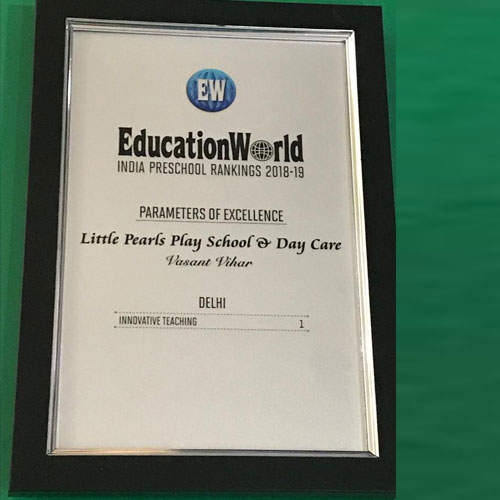 EW
EducationWorld
INDIA PRESCHOOL RANKINGS 2018-19
PARAMETERS OF EXCELLENCE
Little Pearls Play School & Day Care
Vasant Vihar
DELHI
INNOVATIVE TEACHING 1